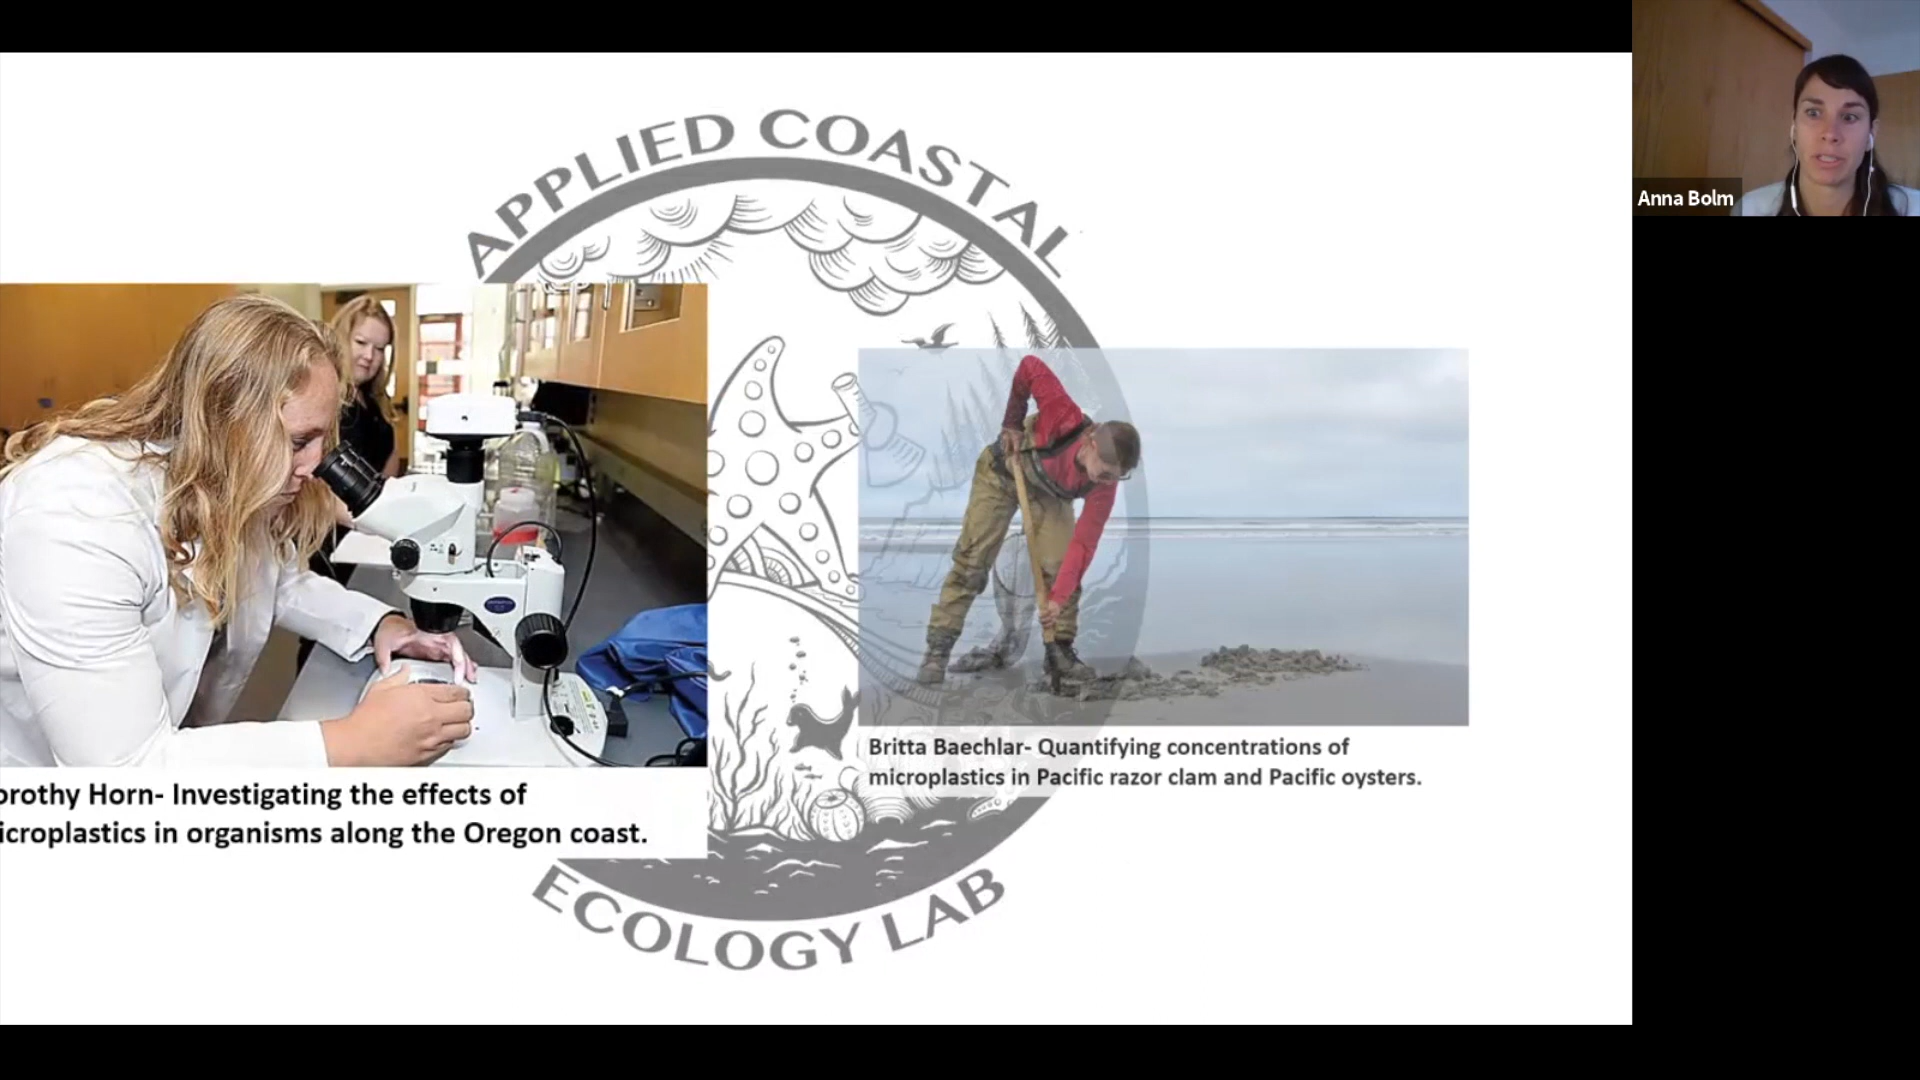 APPLIED COASTAL
Anna Bolm
Britta Baechlar- Quantifying concentrations of
microplastics in Pacific razor clam and Pacific oysters.
orothy Horn- Investigating the effects of
icroplastics in organisms along the Oregon coast.
ECOLOGY LAB